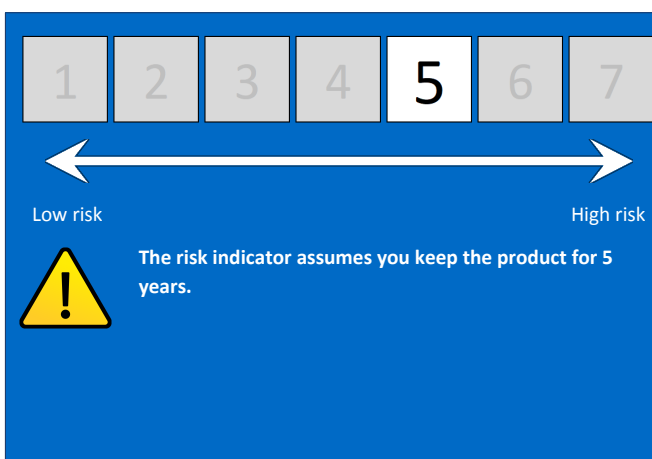 1 2 3 4 5 6 7
Low risk High risk
The risk indicator assumes you keep the product for 5
years.